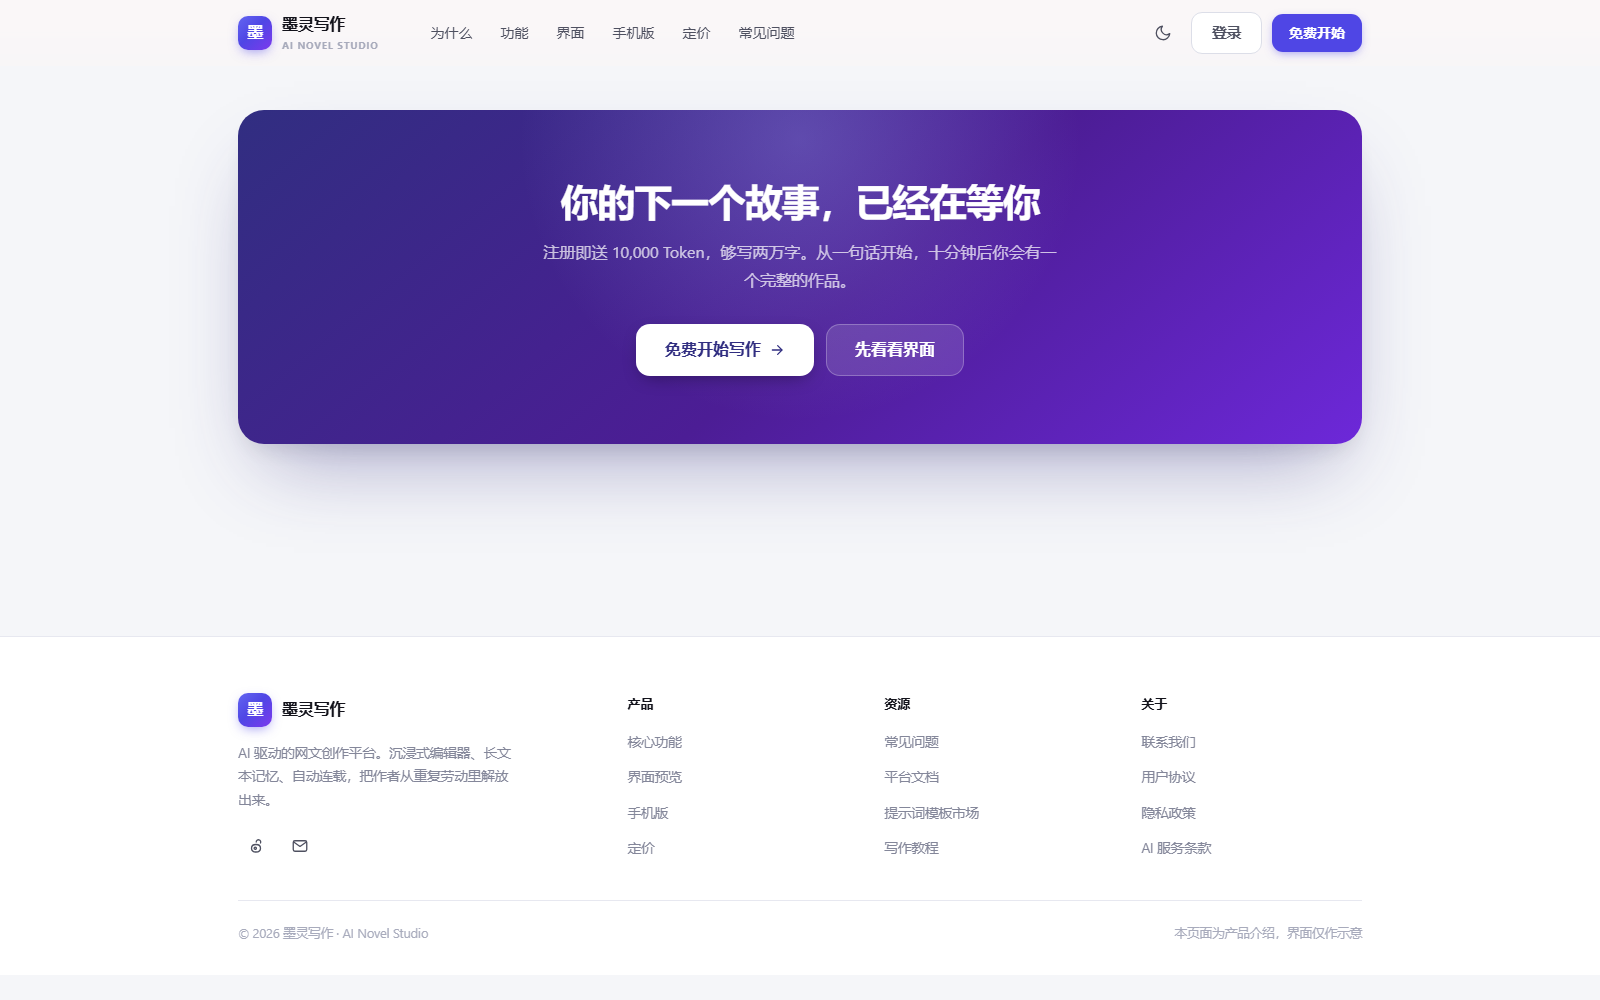 墨 墨灵写作
AI NOVEL STUDIO
为什么 功能 界面 手机版 定价 常见问题 登录 免费开始
你的下一个故事，已经在等你
注册即送 10,000 Token，够写两万字。从一句话开始，十分钟后你会有一
个完整的作品。
免费开始写作 → 先看看界面
墨 墨灵写作
AI 驱动的网文创作平台。沉浸式编辑器、长文
本记忆、自动连载，把作者从重复劳动里解放
出来。
产品
核心功能
界面预览
手机版
定价
资源
常见问题
平台文档
提示词模板市场
写作教程
关于
联系我们
用户协议
隐私政策
AI 服务条款
© 2026 墨灵写作 · AI Novel Studio
本页面为产品介绍，界面仅作示意